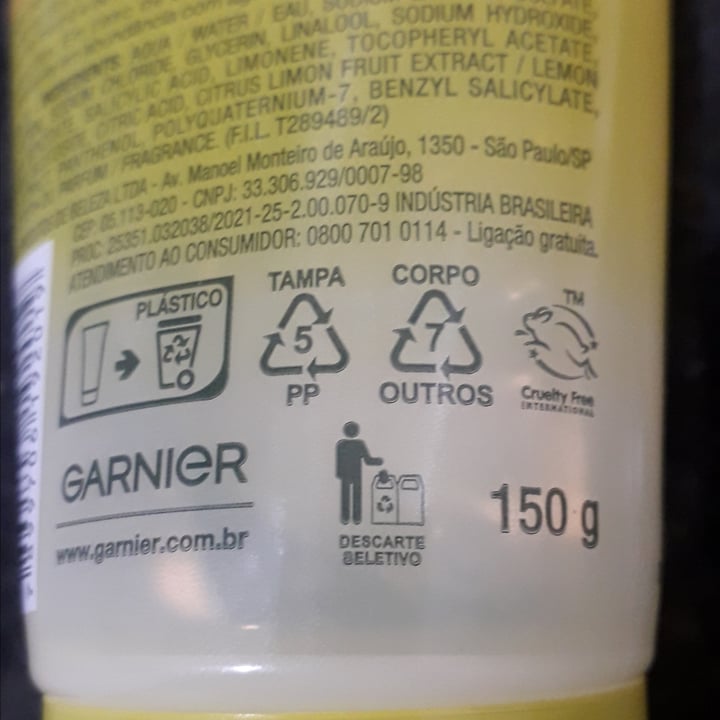 INGREDIENTS: AQUA / WATER / EAU, SODIUM
CHLORIDE, GLYCERIN, LINALOOL, SODIUM HYDROXIDE,
SALICYLIC ACID, LIMONENE, TOCOPHERYL ACETATE,
CITRIC ACID, CITRUS LIMON FRUIT EXTRACT / LEMON
PANTHENOL, POLYQUATERNIUM-7, BENZYL SALICYLATE,
PARFUM / FRAGRANCE. (F.I.L. T289489/2)
DE BELEZA LTDA - Av. Manoel Monteiro de Araújo, 1350 - São Paulo/SP
CEP: 05.113-020 - CNPJ: 33.306.929/0007-98
PROC: 25351.032038/2021-25-2.00.070-9 INDÚSTRIA BRASILEIRA
ATENDIMENTO AO CONSUMIDOR: 0800 701 0114 - Ligação gratuita.
PLÁSTICO
TAMPA
5
PP
CORPO
7
OUTROS
TM
Cruelty Free
INTERNATIONAL
GARNIER
www.garnier.com.br
DESCARTE
SELETIVO
150 g